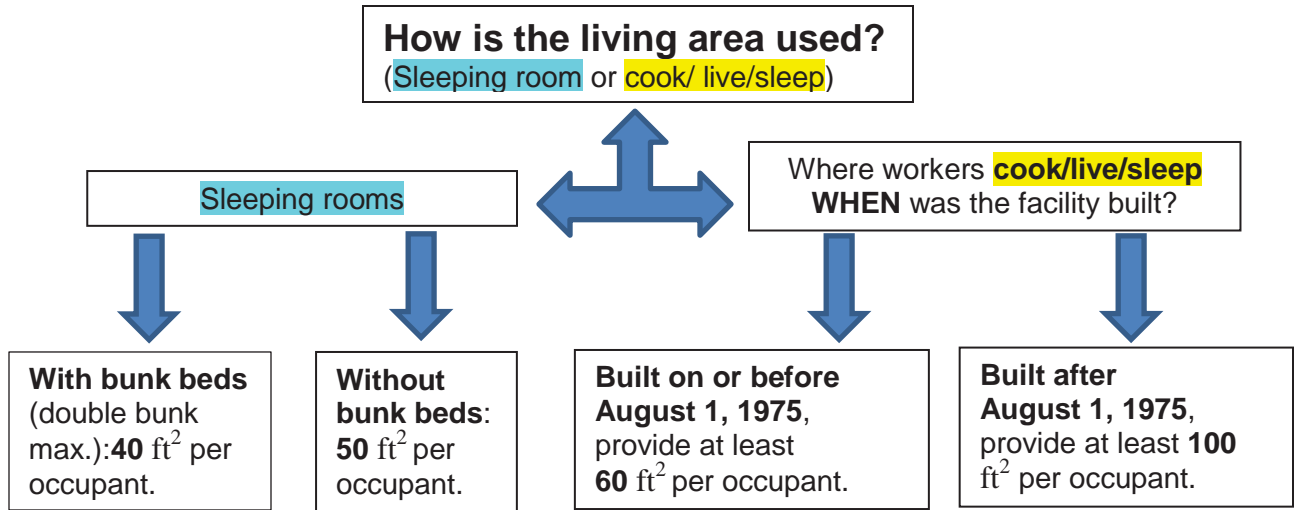 How is the living area used?
(Sleeping room or cook/ live/sleep)
Sleeping rooms
Where workers cook/live/sleep
WHEN was the facility built?
With bunk beds
(double bunk
max.):40 ft² per
occupant.
Without
bunk beds:
50 ft² per
occupant.
Built on or before
August 1, 1975,
provide at least
60 ft² per occupant.
Built after
August 1, 1975,
provide at least 100
ft² per occupant.